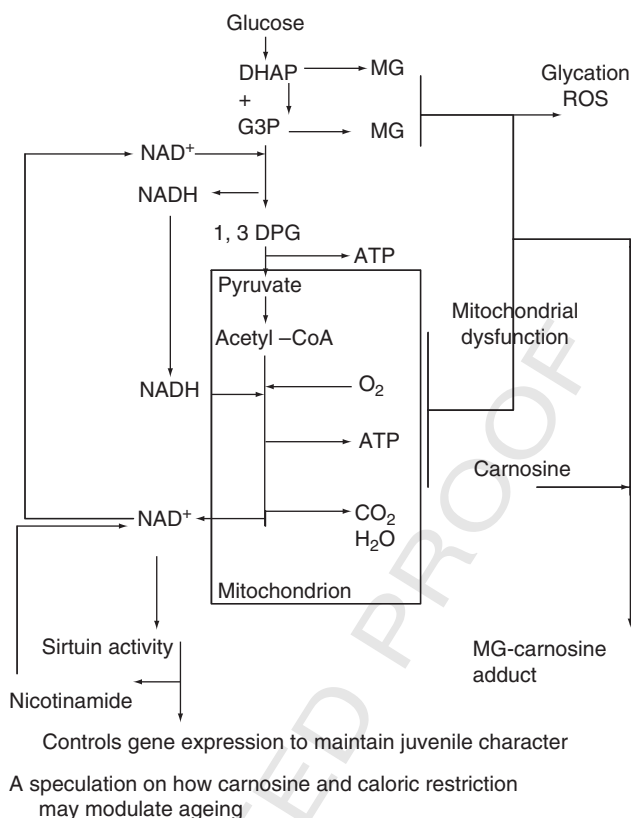 Glucose
DHAP
MG
+
G3P
MG
Glycation
ROS
NAD⁺
NADH
1, 3 DPG
ATP
Pyruvate
Acetyl –CoA
Mitochondrial
dysfunction
NADH
O₂
ATP
Carnosine
NAD⁺
CO₂
H₂O
Mitochondrion
Sirtuin activity
Nicotinamide
MG-carnosine
adduct
Controls gene expression to maintain juvenile character
A speculation on how carnosine and caloric restriction
may modulate ageing
TED PROOF